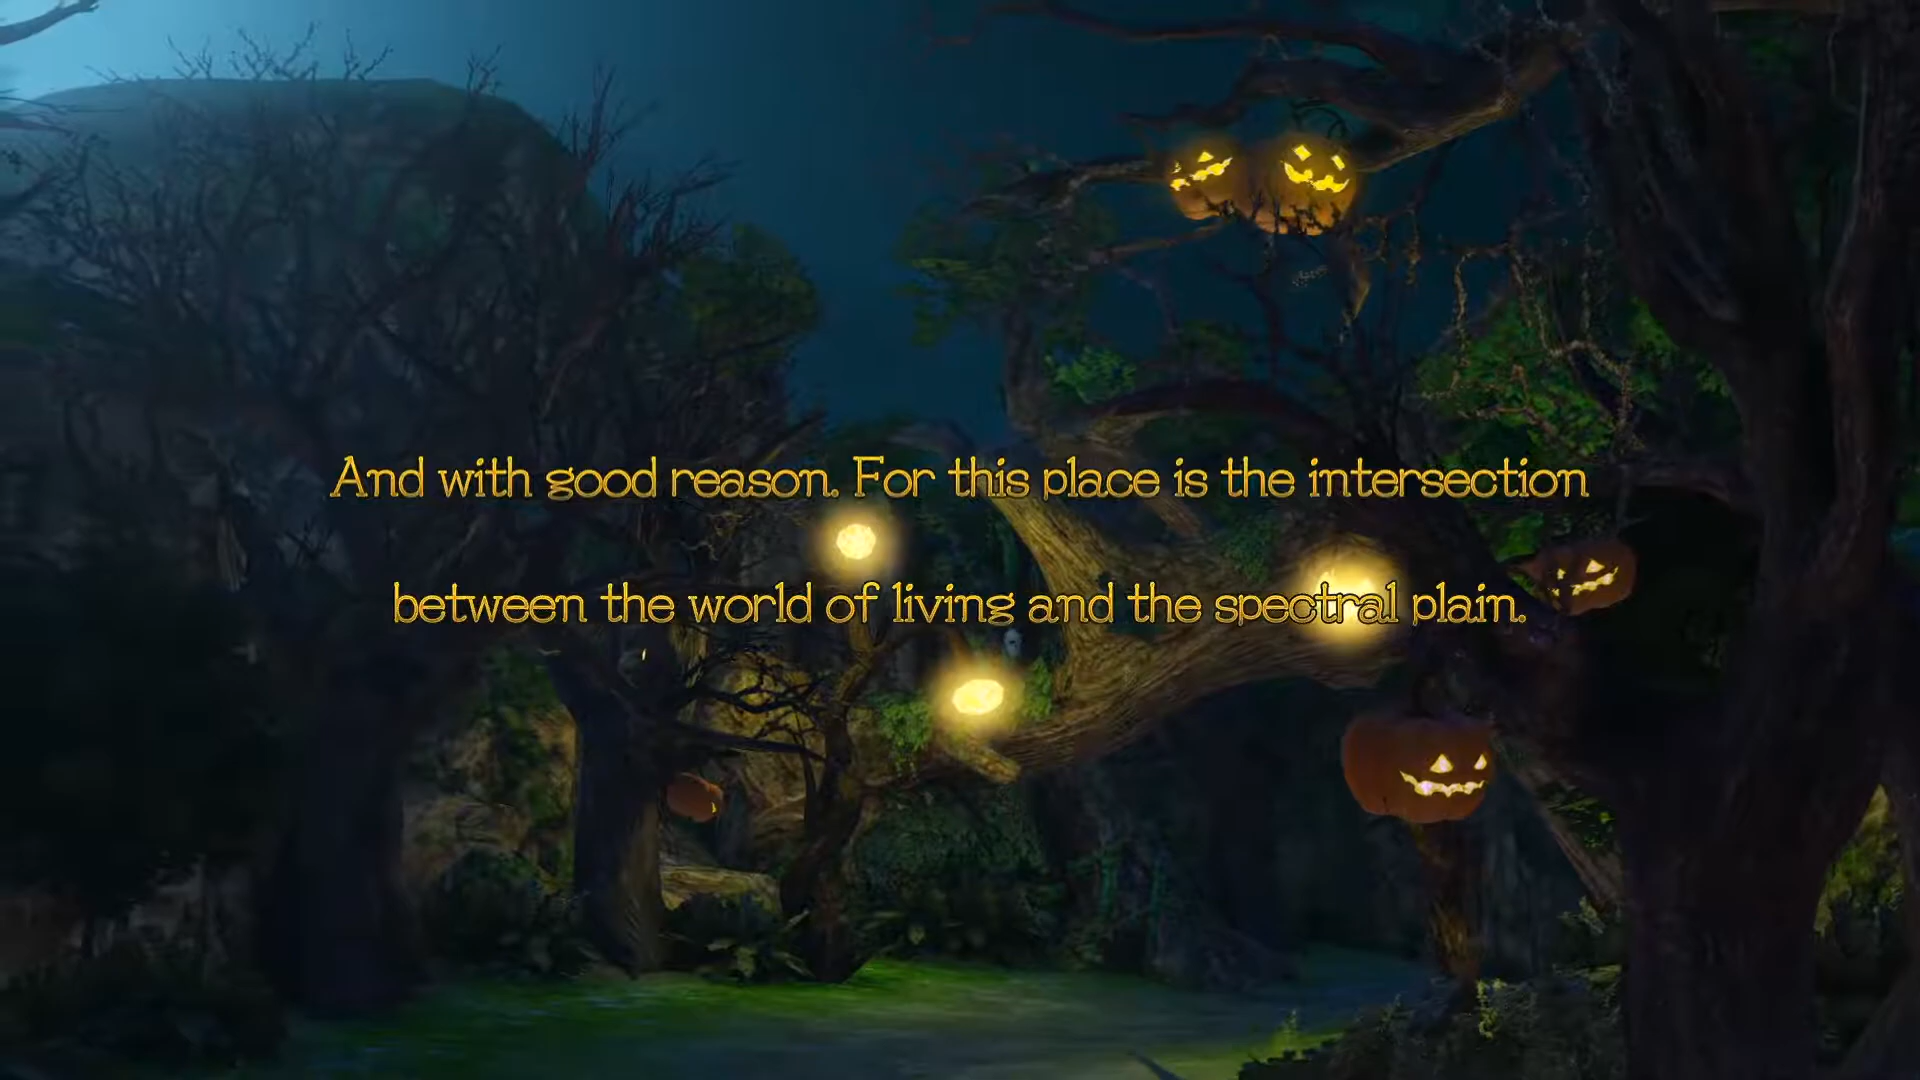 And with good reason. For this place is the intersection
between the world of living and the spectral plain.